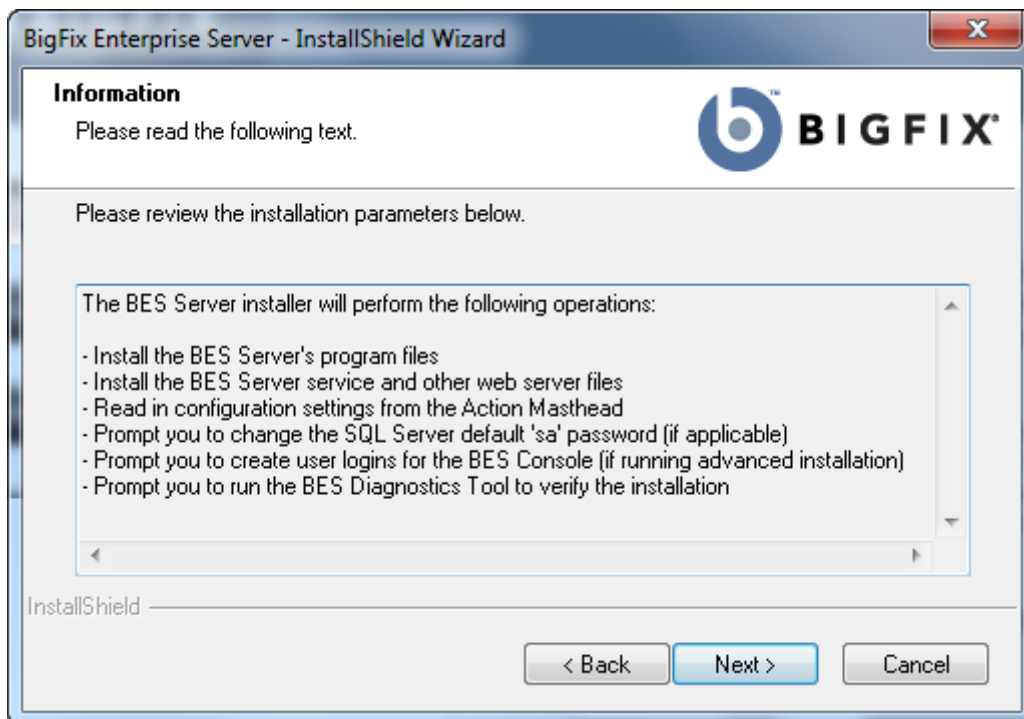 BigFix Enterprise Server - InstallShield Wizard
Information
Please read the following text.
BIGFIX®
Please review the installation parameters below.
The BES Server installer will perform the following operations:
- Install the BES Server's program files
- Install the BES Server service and other web server files
- Read in configuration settings from the Action Masthead
- Prompt you to change the SQL Server default 'sa' password (if applicable)
- Prompt you to create user logins for the BES Console (if running advanced installation)
- Prompt you to run the BES Diagnostics Tool to verify the installation
InstallShield
< Back
Next >
Cancel